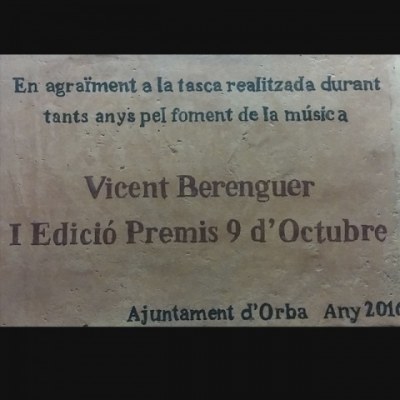 En agraïment a la tasca realitzada durant
tants anys pel foment de la música
Vicent Berenguer
I Edició Premis 9 d'Octubre
Ajuntament d'Orba Any 2016